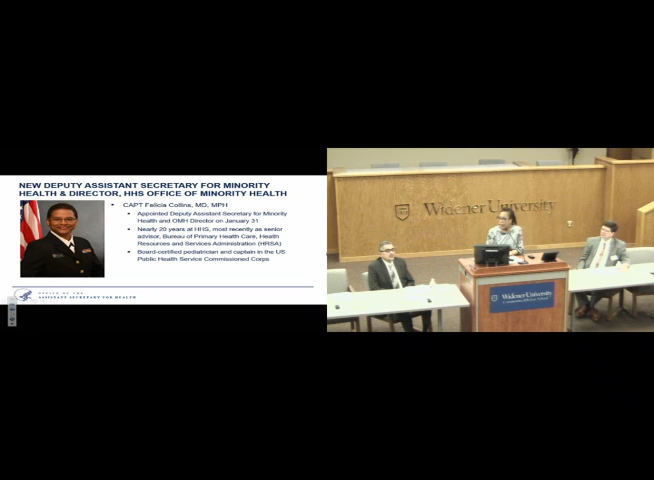 NEW DEPUTY ASSISTANT SECRETARY FOR MINORITY
HEALTH & DIRECTOR, HHS OFFICE OF MINORITY HEALTH
• CAPT Felicia Collins, MD, MPH
• Appointed Deputy Assistant Secretary for Minority
Health and OMH Director on January 31
• Nearly 20 years at HHS, most recently as senior
advisor, Bureau of Primary Health Care, Health
Resources and Services Administration (HRSA)
• Board-certified pediatrician and captain in the US
Public Health Service Commissioned Corps
OFFICE OF THE
ASSISTANT SECRETARY FOR HEALTH
Widener University
Widener University